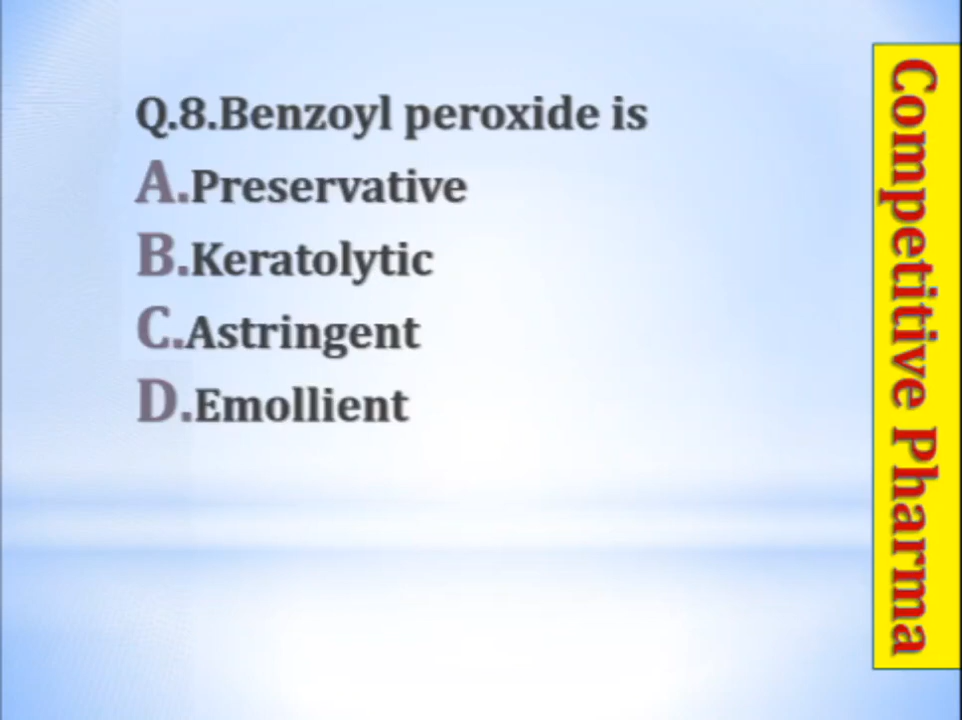 Q.8.Benzoyl peroxide is
A.Preservative
B.Keratolytic
C.Astringent
D.Emollient
Competitive Pharma